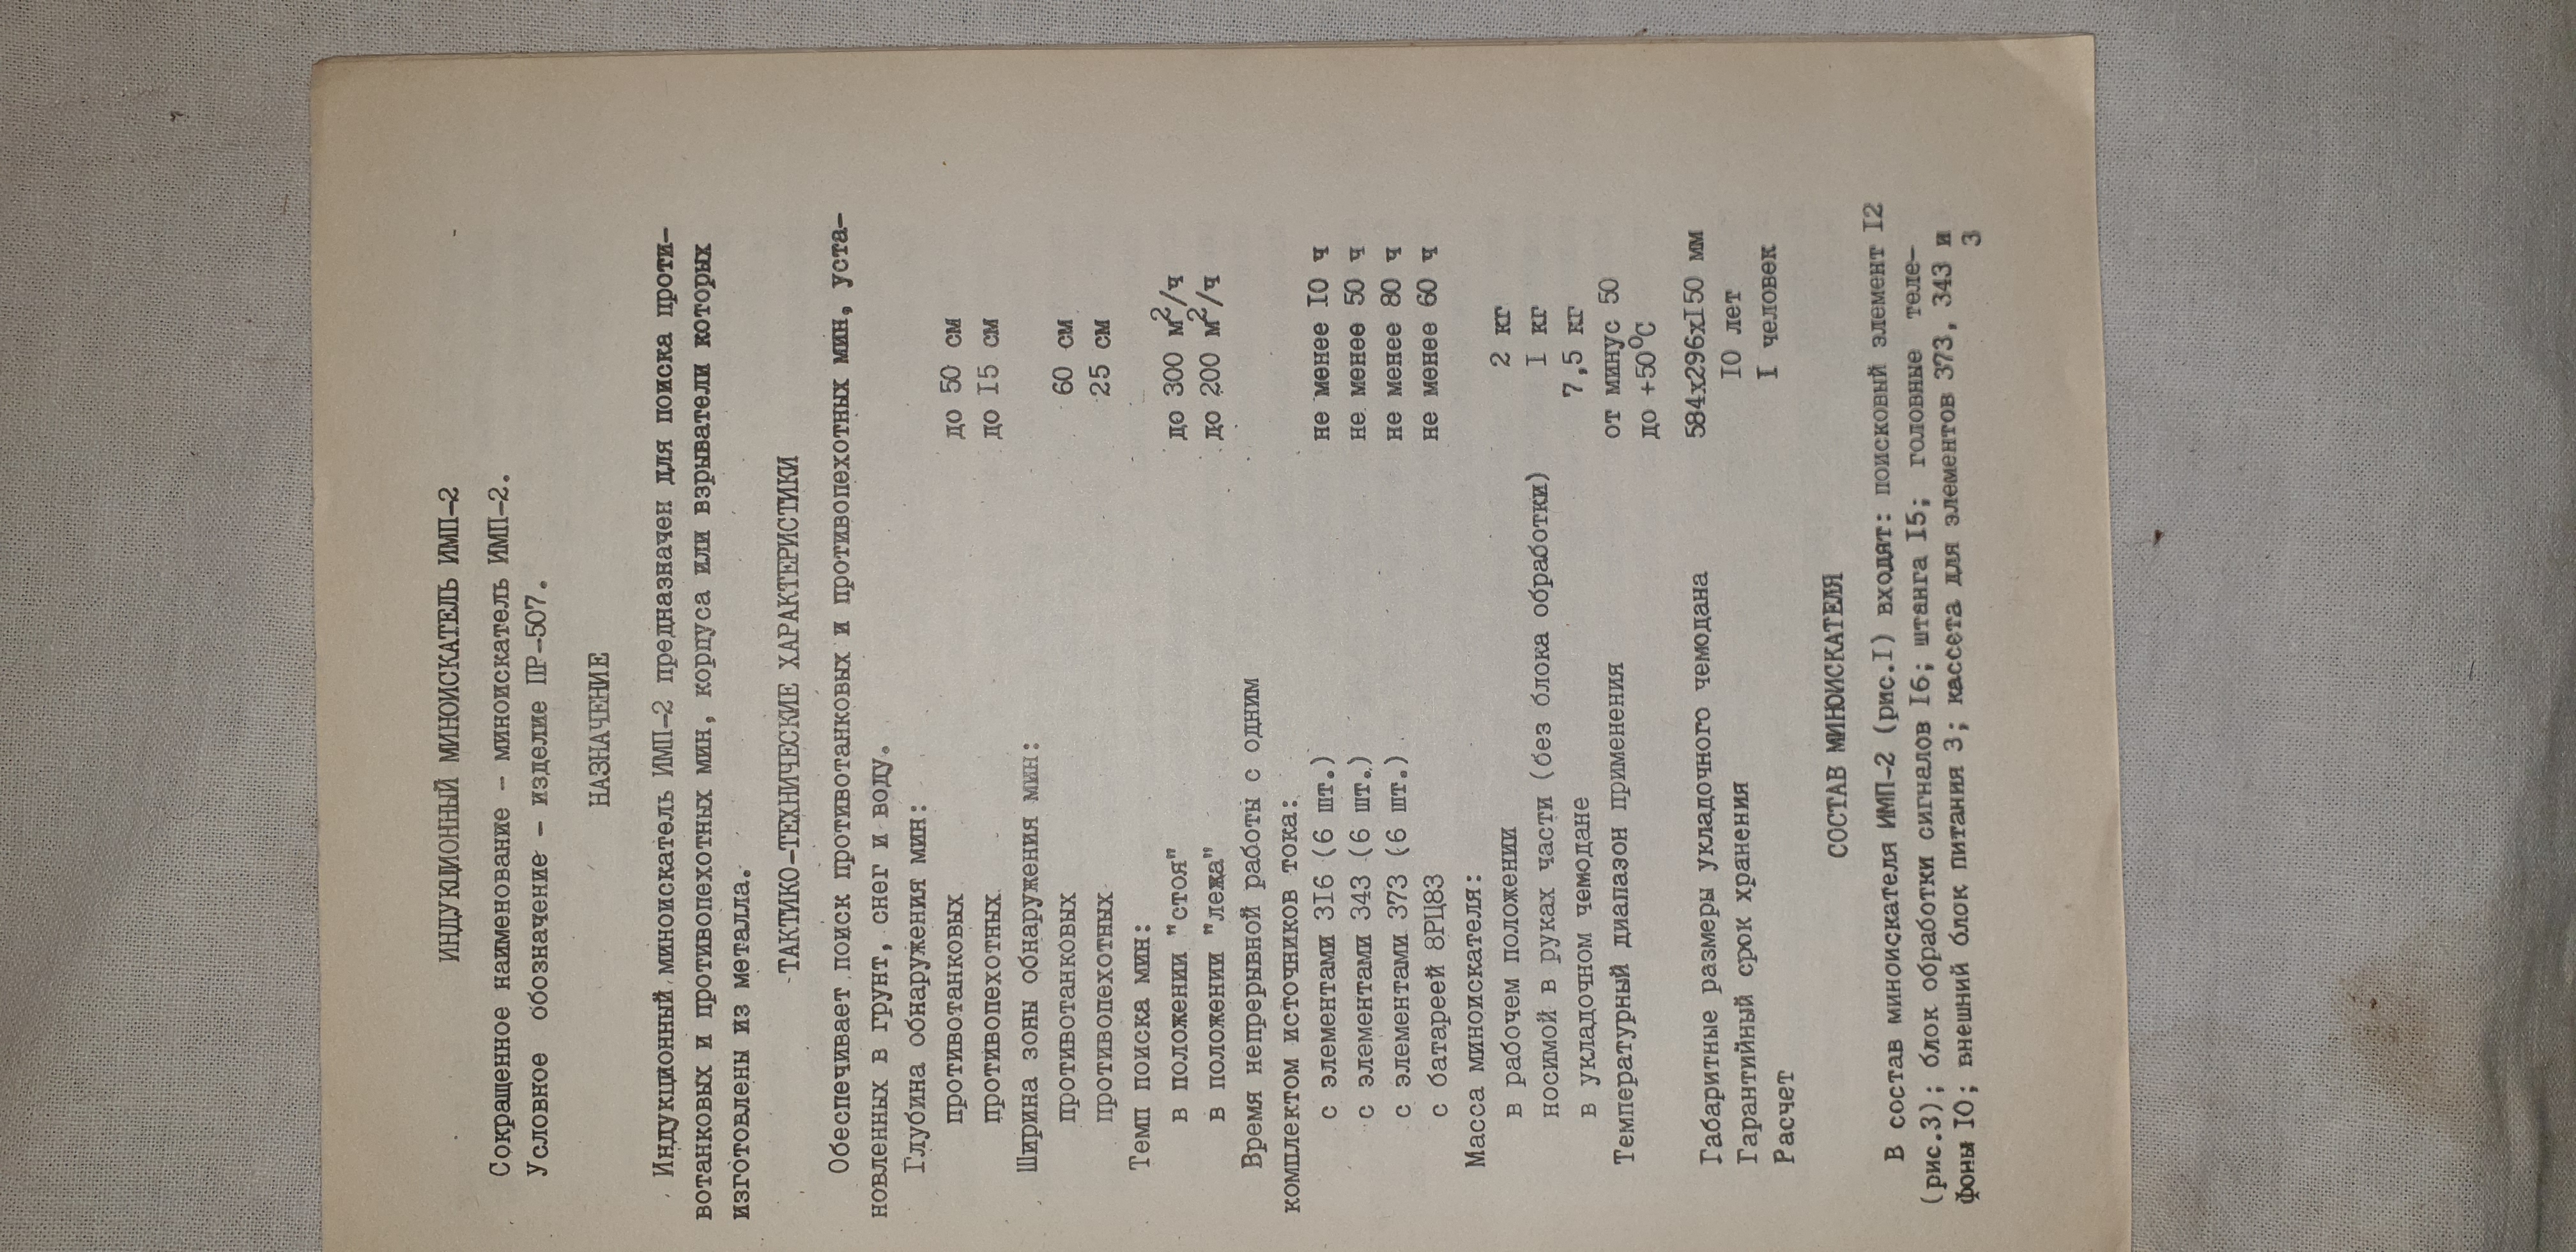 ИНДУКЦИОННЫЙ МИНОИСКАТЕЛЬ ИМП-2
Сокращенное наименование - миноискатель ИМП-2.
Условное обозначение - изделие ПР-507.
НАЗНАЧЕНИЕ
Индукционный миноискатель ИМП-2 предназначен для поиска проти-
вотанковых и противопехотных мин, корпуса или взрыватели которых
изготовлены из металла.
ТАКТИКО-ТЕХНИЧЕСКИЕ ХАРАКТЕРИСТИКИ
Обеспечивает поиск противотанковых и противопехотных мин, уста-
новленных в грунт, снег и воду.
Глубина обнаружения мин:
противотанковых до 50 см
противопехотных до I5 см
Ширина зоны обнаружения мин:
противотанковых 60 см
противопехотных 25 см
Темп поиска мин:
в положении "стоя" до 300 м²/ч
в положении "лежа" до 200 м²/ч
Время непрерывной работы с одним
комплектом источников тока:
с элементами 3I6 (6 шт.) не менее IO ч
с элементами 343 (6 шт.) не менее 50 ч
с элементами 373 (6 шт.) не менее 80 ч
с батареей 8РЦ83 не менее 60 ч
Масса миноискателя:
в рабочем положении 2 кг
носимой в руках части (без блока обработки) I кг
в укладочном чемодане 7,5 кг
Температурный диапазон применения от минус 50
до +50°С
Габаритные размеры укладочного чемодана 584х296хI50 мм
Гарантийный срок хранения IO лет
Расчет I человек
СОСТАВ МИНОИСКАТЕЛЯ
В состав миноискателя ИМП-2 (рис.I) входят: поисковый элемент I2
(рис.3); блок обработки сигналов I6; штанга I5; головные теле-
фоны IO; внешний блок питания 3; кассета для элементов 373, 343 и
3